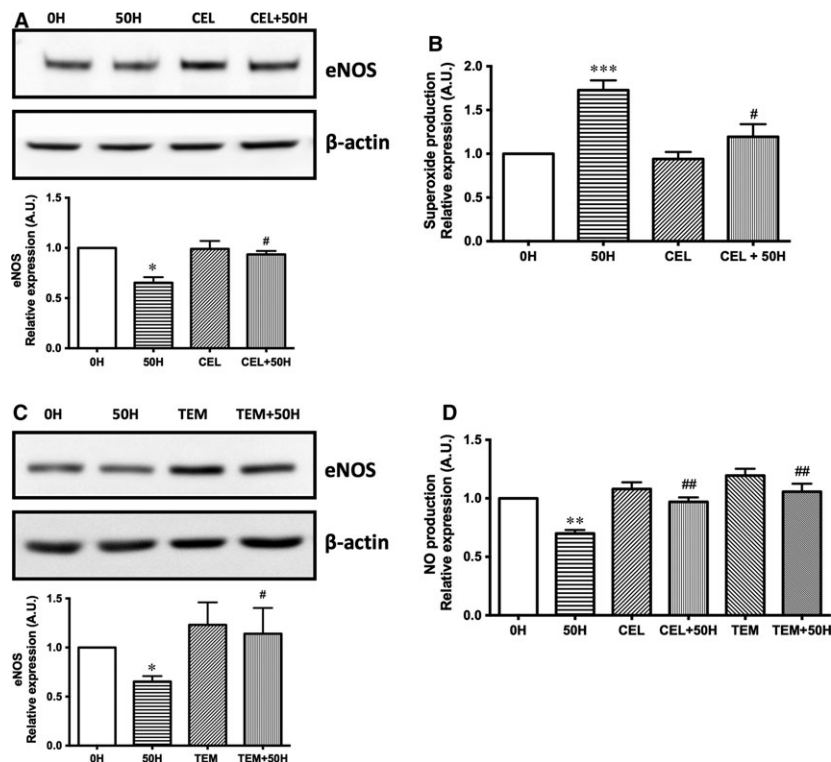 A
0H 50H CEL CEL+50H
eNOS
β-actin
eNOS
Relative expression (A.U.)
1.5
1.0
0.5
0.0
*
#
0H 50H CEL CEL+50H
B
Superoxide production
Relative expression (A.U.)
2.0
1.5
1.0
0.5
0.0
***
#
0H 50H CEL CEL + 50H
C
0H 50H TEM TEM+50H
eNOS
β-actin
eNOS
Relative expression (A.U.)
1.5
1.0
0.5
0.0
*
#
0H 50H TEM TEM+50H
D
NO production
Relative expression (A.U.)
1.5
1.0
0.5
0.0
**
##
##
0H 50H CEL CEL+50H TEM TEM+50H